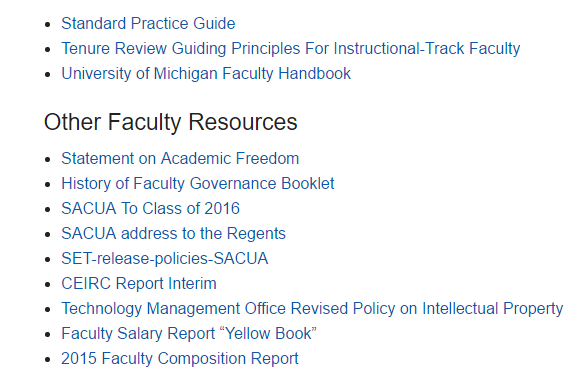 Standard Practice Guide
Tenure Review Guiding Principles For Instructional-Track Faculty
University of Michigan Faculty Handbook
Other Faculty Resources
Statement on Academic Freedom
History of Faculty Governance Booklet
SACUA To Class of 2016
SACUA address to the Regents
SET-release-policies-SACUA
CEIRC Report Interim
Technology Management Office Revised Policy on Intellectual Property
Faculty Salary Report “Yellow Book”
2015 Faculty Composition Report